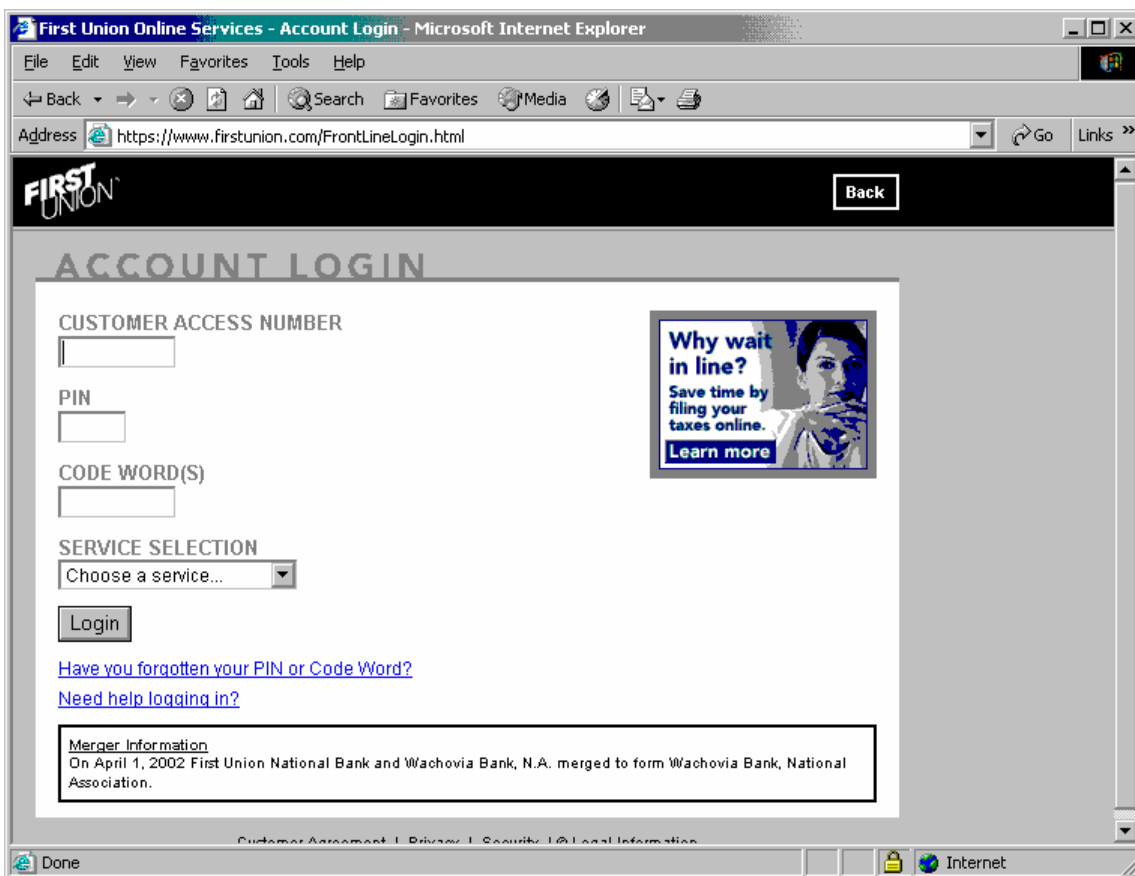 First Union Online Services - Account Login - Microsoft Internet Explorer
File Edit View Favorites Tools Help
Back Search Favorites Media
Address https://www.firstunion.com/FrontLineLogin.html Go Links »
FIRST UNION
Back
ACCOUNT LOGIN
CUSTOMER ACCESS NUMBER
PIN
CODE WORD(S)
SERVICE SELECTION
Choose a service...
Login
Have you forgotten your PIN or Code Word?
Need help logging in?
Why wait
in line?
Save time by
filing your
taxes online.
Learn more
Merger Information
On April 1, 2002 First Union National Bank and Wachovia Bank, N.A. merged to form Wachovia Bank, National
Association.
Customer Agreement | Privacy | Security | © Legal Information
Done Internet